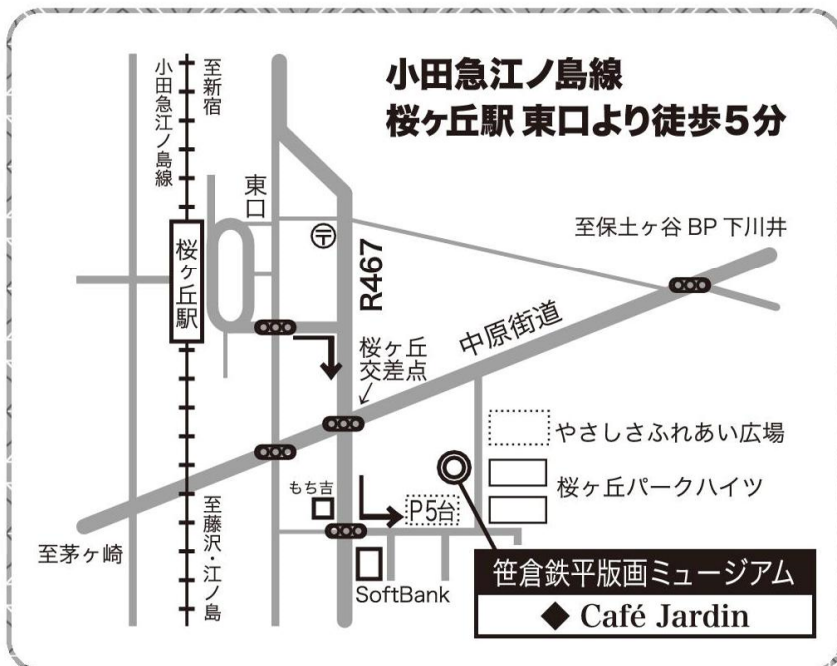 小田急江ノ島線
桜ヶ丘駅 東口より徒歩5分
小田急江ノ島線
至新宿
東口
桜ヶ丘駅
〒
R467
至保土ヶ谷 BP 下川井
中原街道
桜ヶ丘
交差点
やさしさふれあい広場
桜ヶ丘パークハイツ
もち吉
P5台
至茅ヶ崎
至藤沢・江ノ島
SoftBank
笹倉鉄平版画ミュージアム
◆ Café Jardin